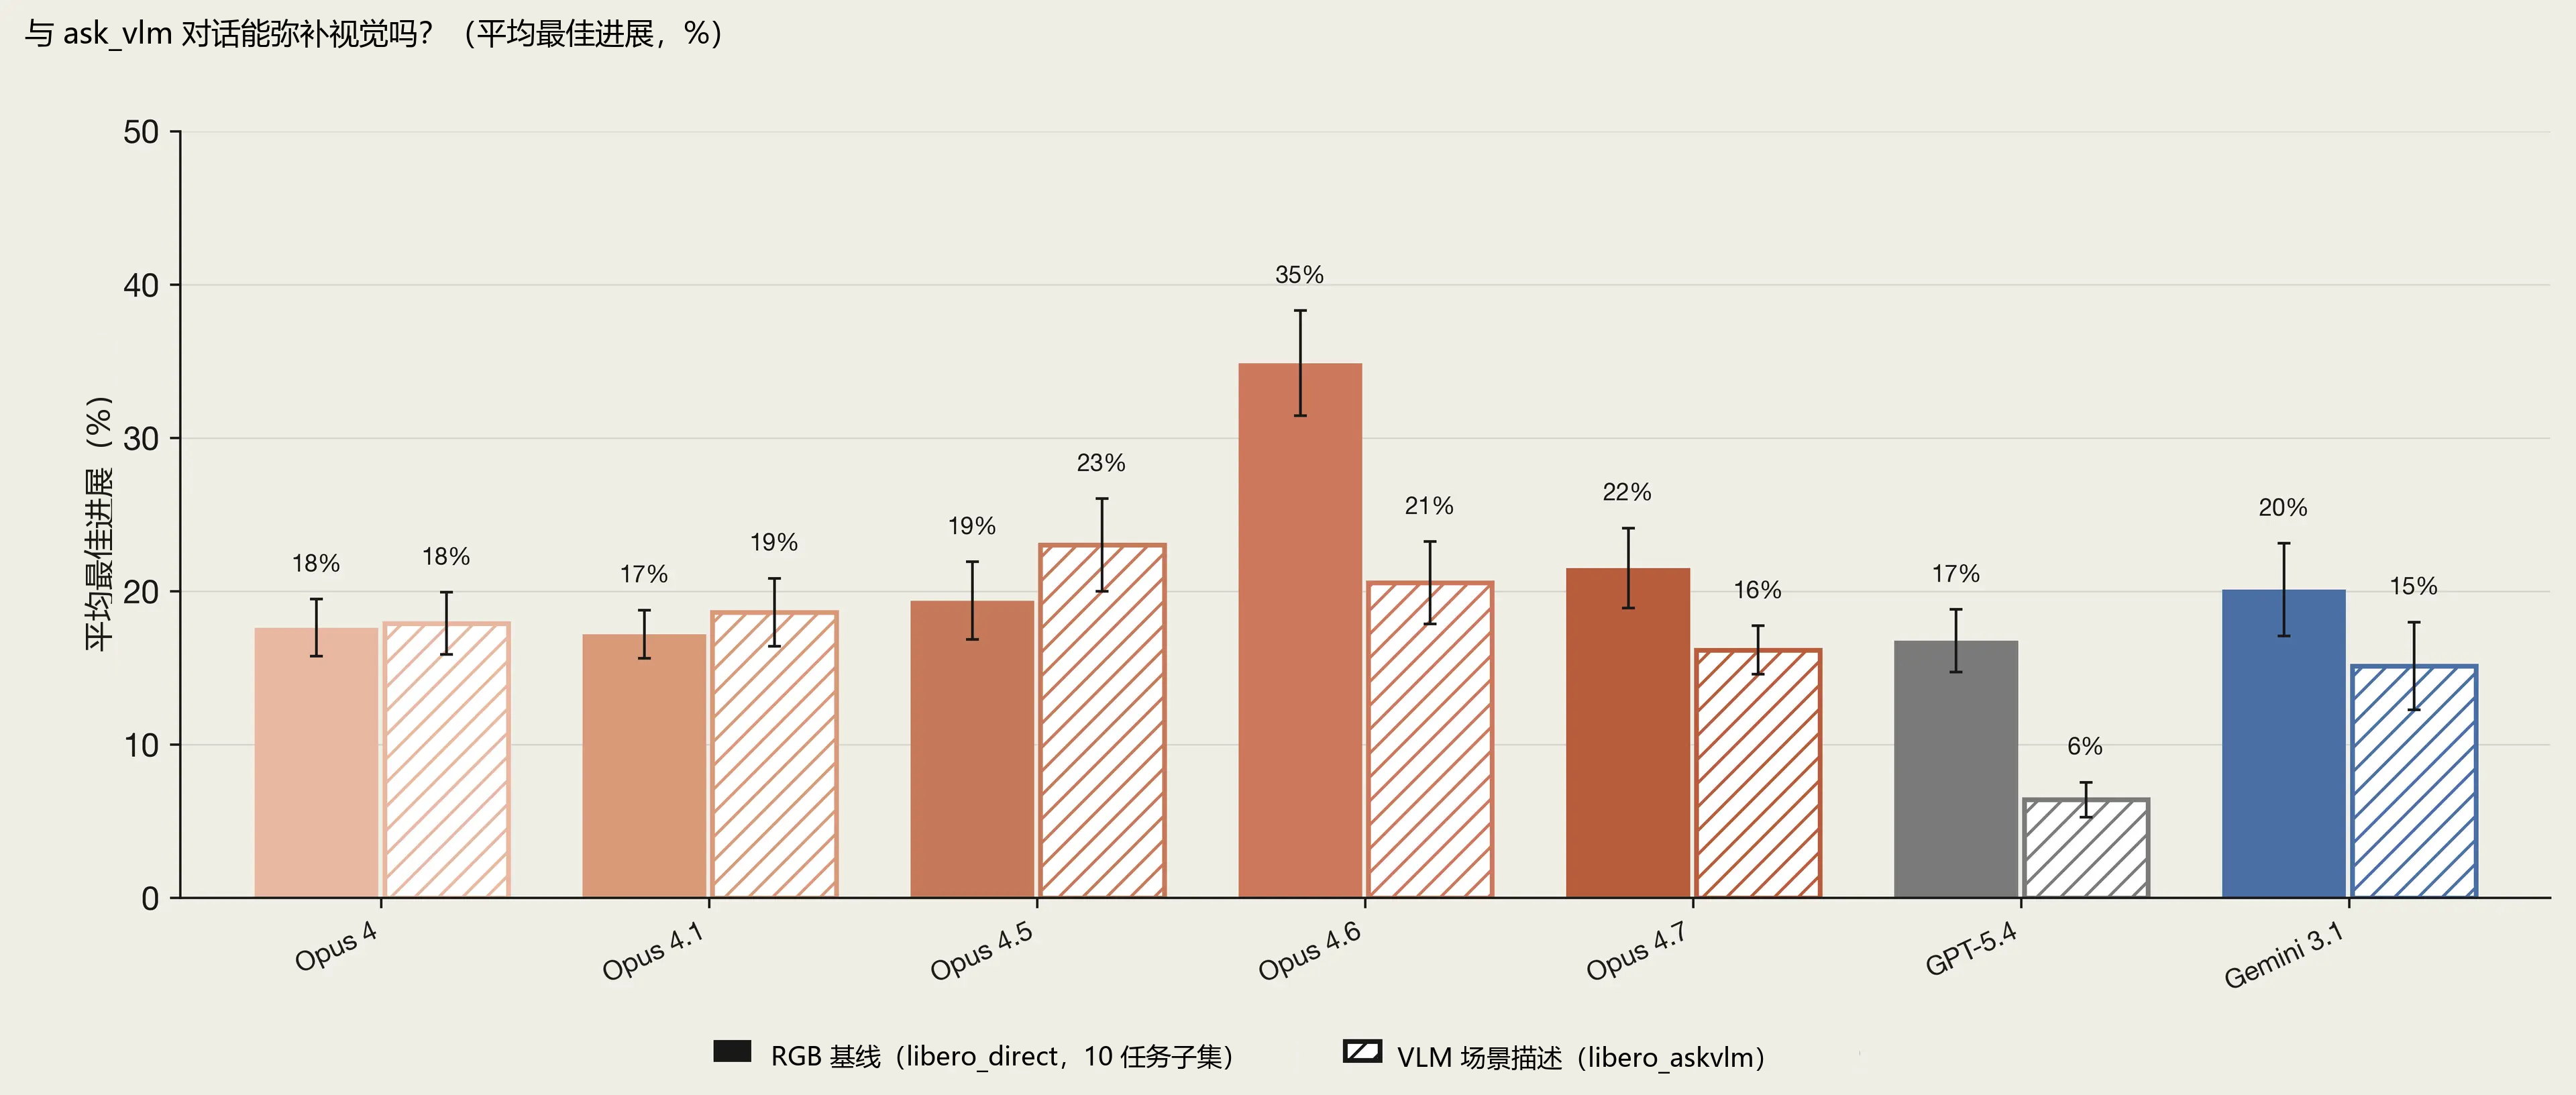 与 ask_vlm 对话能弥补视觉吗？（平均最佳进展，%）
平均最佳进展（%）
50
40
30
20
10
0
18%
18%
17%
19%
19%
23%
35%
21%
22%
16%
17%
6%
20%
15%
Opus 4
Opus 4.1
Opus 4.5
Opus 4.6
Opus 4.7
GPT-5.4
Gemini 3.1
RGB 基线（libero_direct，10 任务子集）
VLM 场景描述（libero_askvlm）